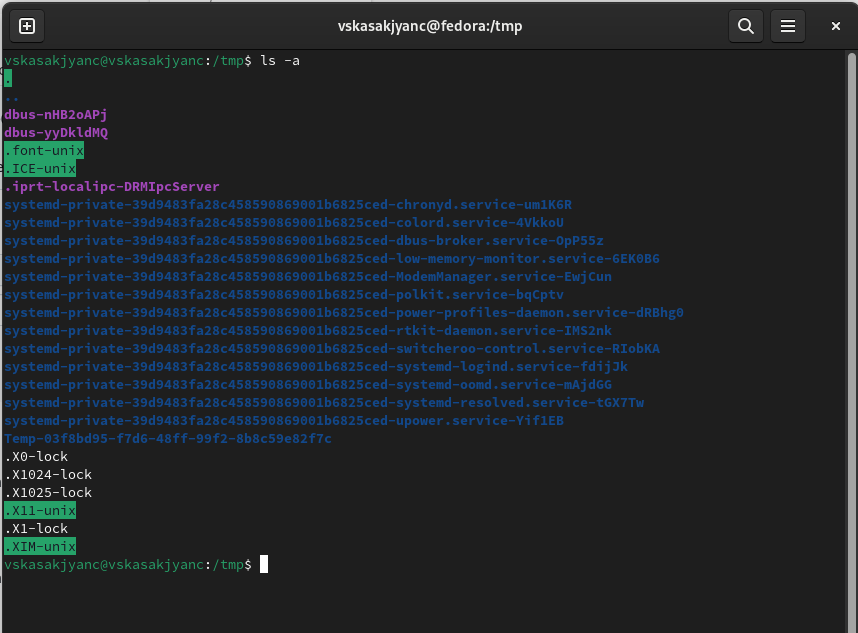 vskasakjyanc@fedora:/tmp
vskasakjyanc@vskasakjyanc:/tmp$ ls -a
.
..
dbus-nHB2oAPj
dbus-yyDkldMQ
.font-unix
.ICE-unix
.iprt-localipc-DRMIpcServer
systemd-private-39d9483fa28c458590869001b6825ced-chronyd.service-um1K6R
systemd-private-39d9483fa28c458590869001b6825ced-colord.service-4VkkoU
systemd-private-39d9483fa28c458590869001b6825ced-dbus-broker.service-OpP55z
systemd-private-39d9483fa28c458590869001b6825ced-low-memory-monitor.service-6EK0B6
systemd-private-39d9483fa28c458590869001b6825ced-ModemManager.service-EwjCun
systemd-private-39d9483fa28c458590869001b6825ced-polkit.service-bqCptv
systemd-private-39d9483fa28c458590869001b6825ced-power-profiles-daemon.service-dRBhg0
systemd-private-39d9483fa28c458590869001b6825ced-rtkit-daemon.service-IMS2nk
systemd-private-39d9483fa28c458590869001b6825ced-switcheroo-control.service-RIobKA
systemd-private-39d9483fa28c458590869001b6825ced-systemd-logind.service-fdijJk
systemd-private-39d9483fa28c458590869001b6825ced-systemd-oomd.service-mAjdGG
systemd-private-39d9483fa28c458590869001b6825ced-systemd-resolved.service-tGX7Tw
systemd-private-39d9483fa28c458590869001b6825ced-upower.service-Yif1EB
Temp-03f8bd95-f7d6-48ff-99f2-8b8c59e82f7c
.X0-lock
.X1024-lock
.X1025-lock
.X11-unix
.X1-lock
.XIM-unix
vskasakjyanc@vskasakjyanc:/tmp$